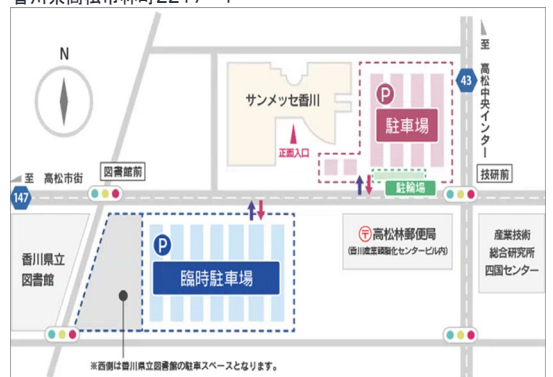 香川県高松市林町2217-1
N
サンメッセ香川
正面入口
P
駐車場
駐輪場
43
至 高松中央インター
技研前
図書館前
至 高松市街
147
香川県立
図書館
P
臨時駐車場
高松林郵便局
(香川産業頭脳化センタービル内)
産業技術
総合研究所
四国センター
※西側は香川県立図書館の駐車スペースとなります。